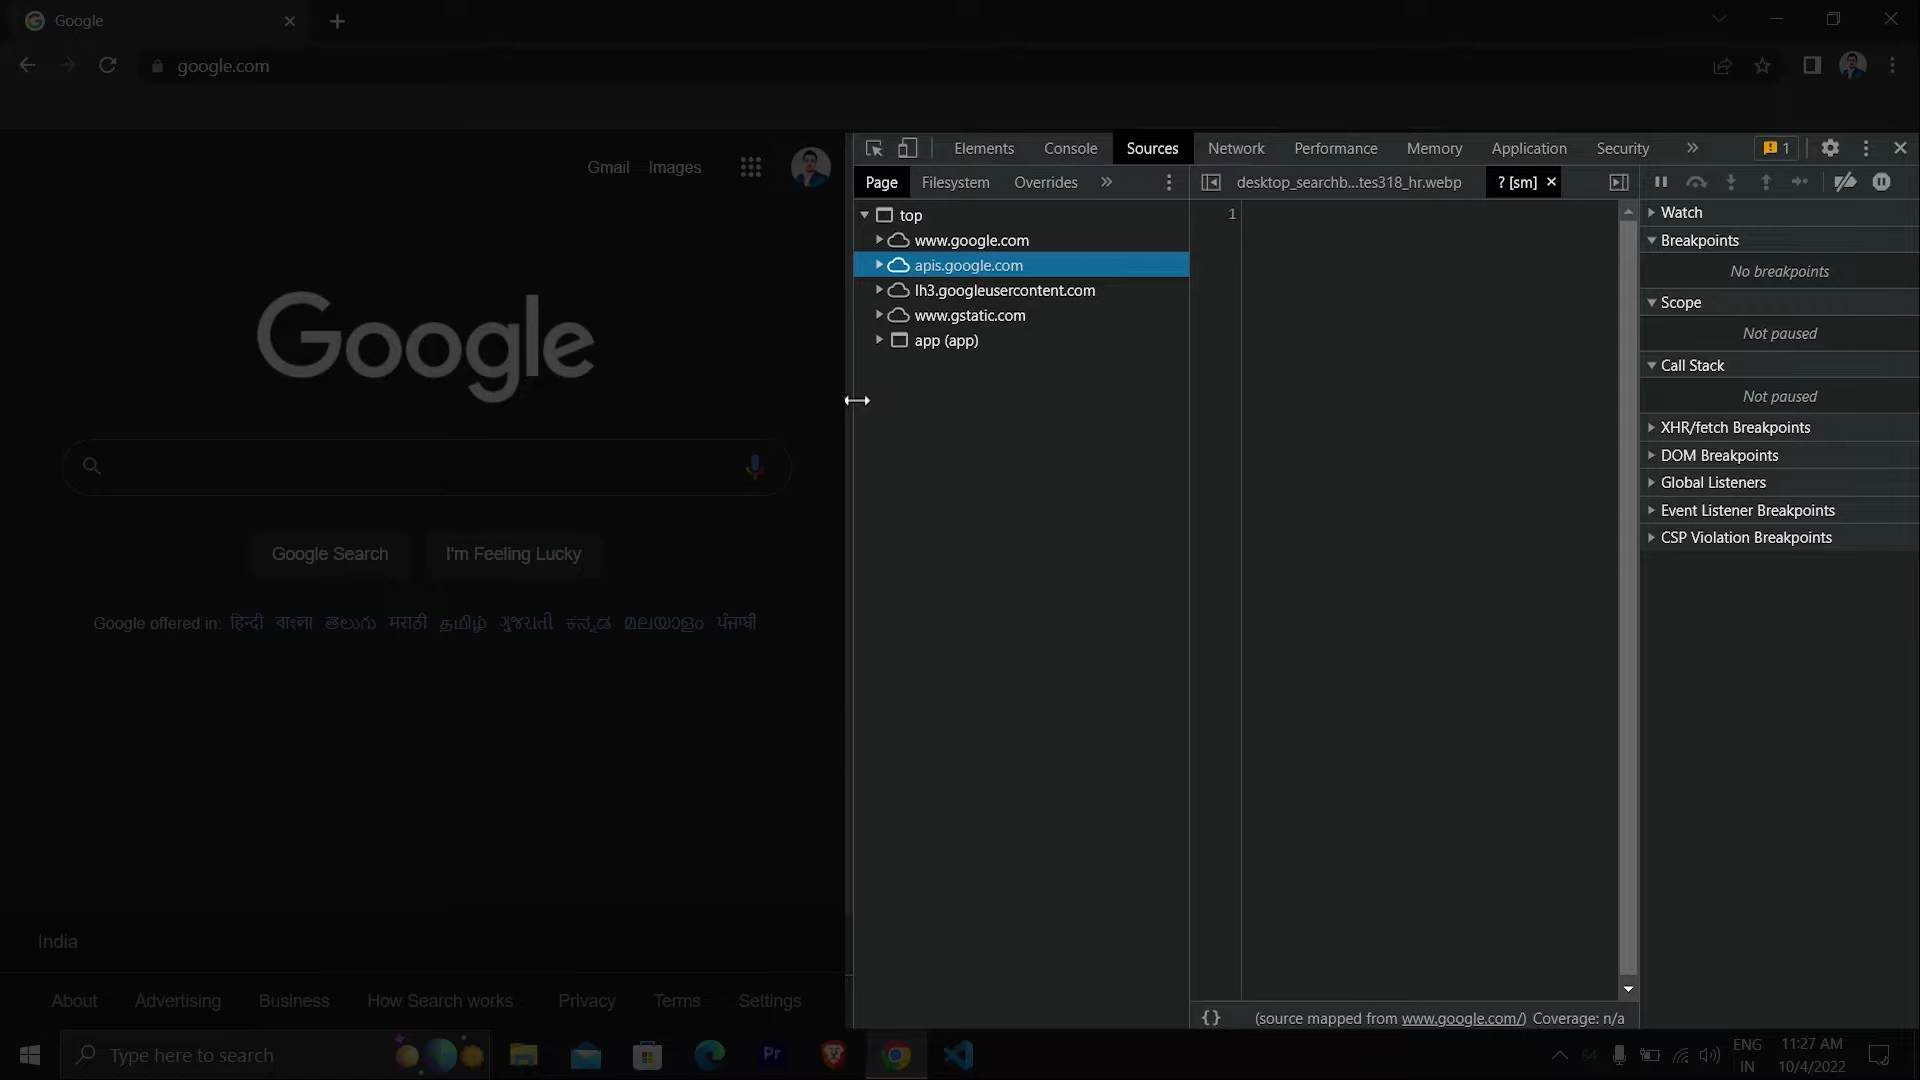 Google
google.com
Gmail Images
Google
Google Search I'm Feeling Lucky
Google offered in: हिन्दी বাংলা తెలుగు मराठी தமிழ் ગુજરાતી ಕನ್ನಡ മലയാളം ਪੰਜਾਬੀ
India
About Advertising Business How Search works Privacy Terms Settings
Elements Console Sources Network Performance Memory Application Security » 1
Page Filesystem Overrides »
top
www.google.com
apis.google.com
lh3.googleusercontent.com
www.gstatic.com
app (app)
desktop_searchb...tes318_hr.webp ? [sm]
1
{} (source mapped from www.google.com/) Coverage: n/a
Watch
Breakpoints
No breakpoints
Scope
Not paused
Call Stack
Not paused
XHR/fetch Breakpoints
DOM Breakpoints
Global Listeners
Event Listener Breakpoints
CSP Violation Breakpoints
Type here to search
Pr
64
ENG
IN
11:27 AM
10/4/2022